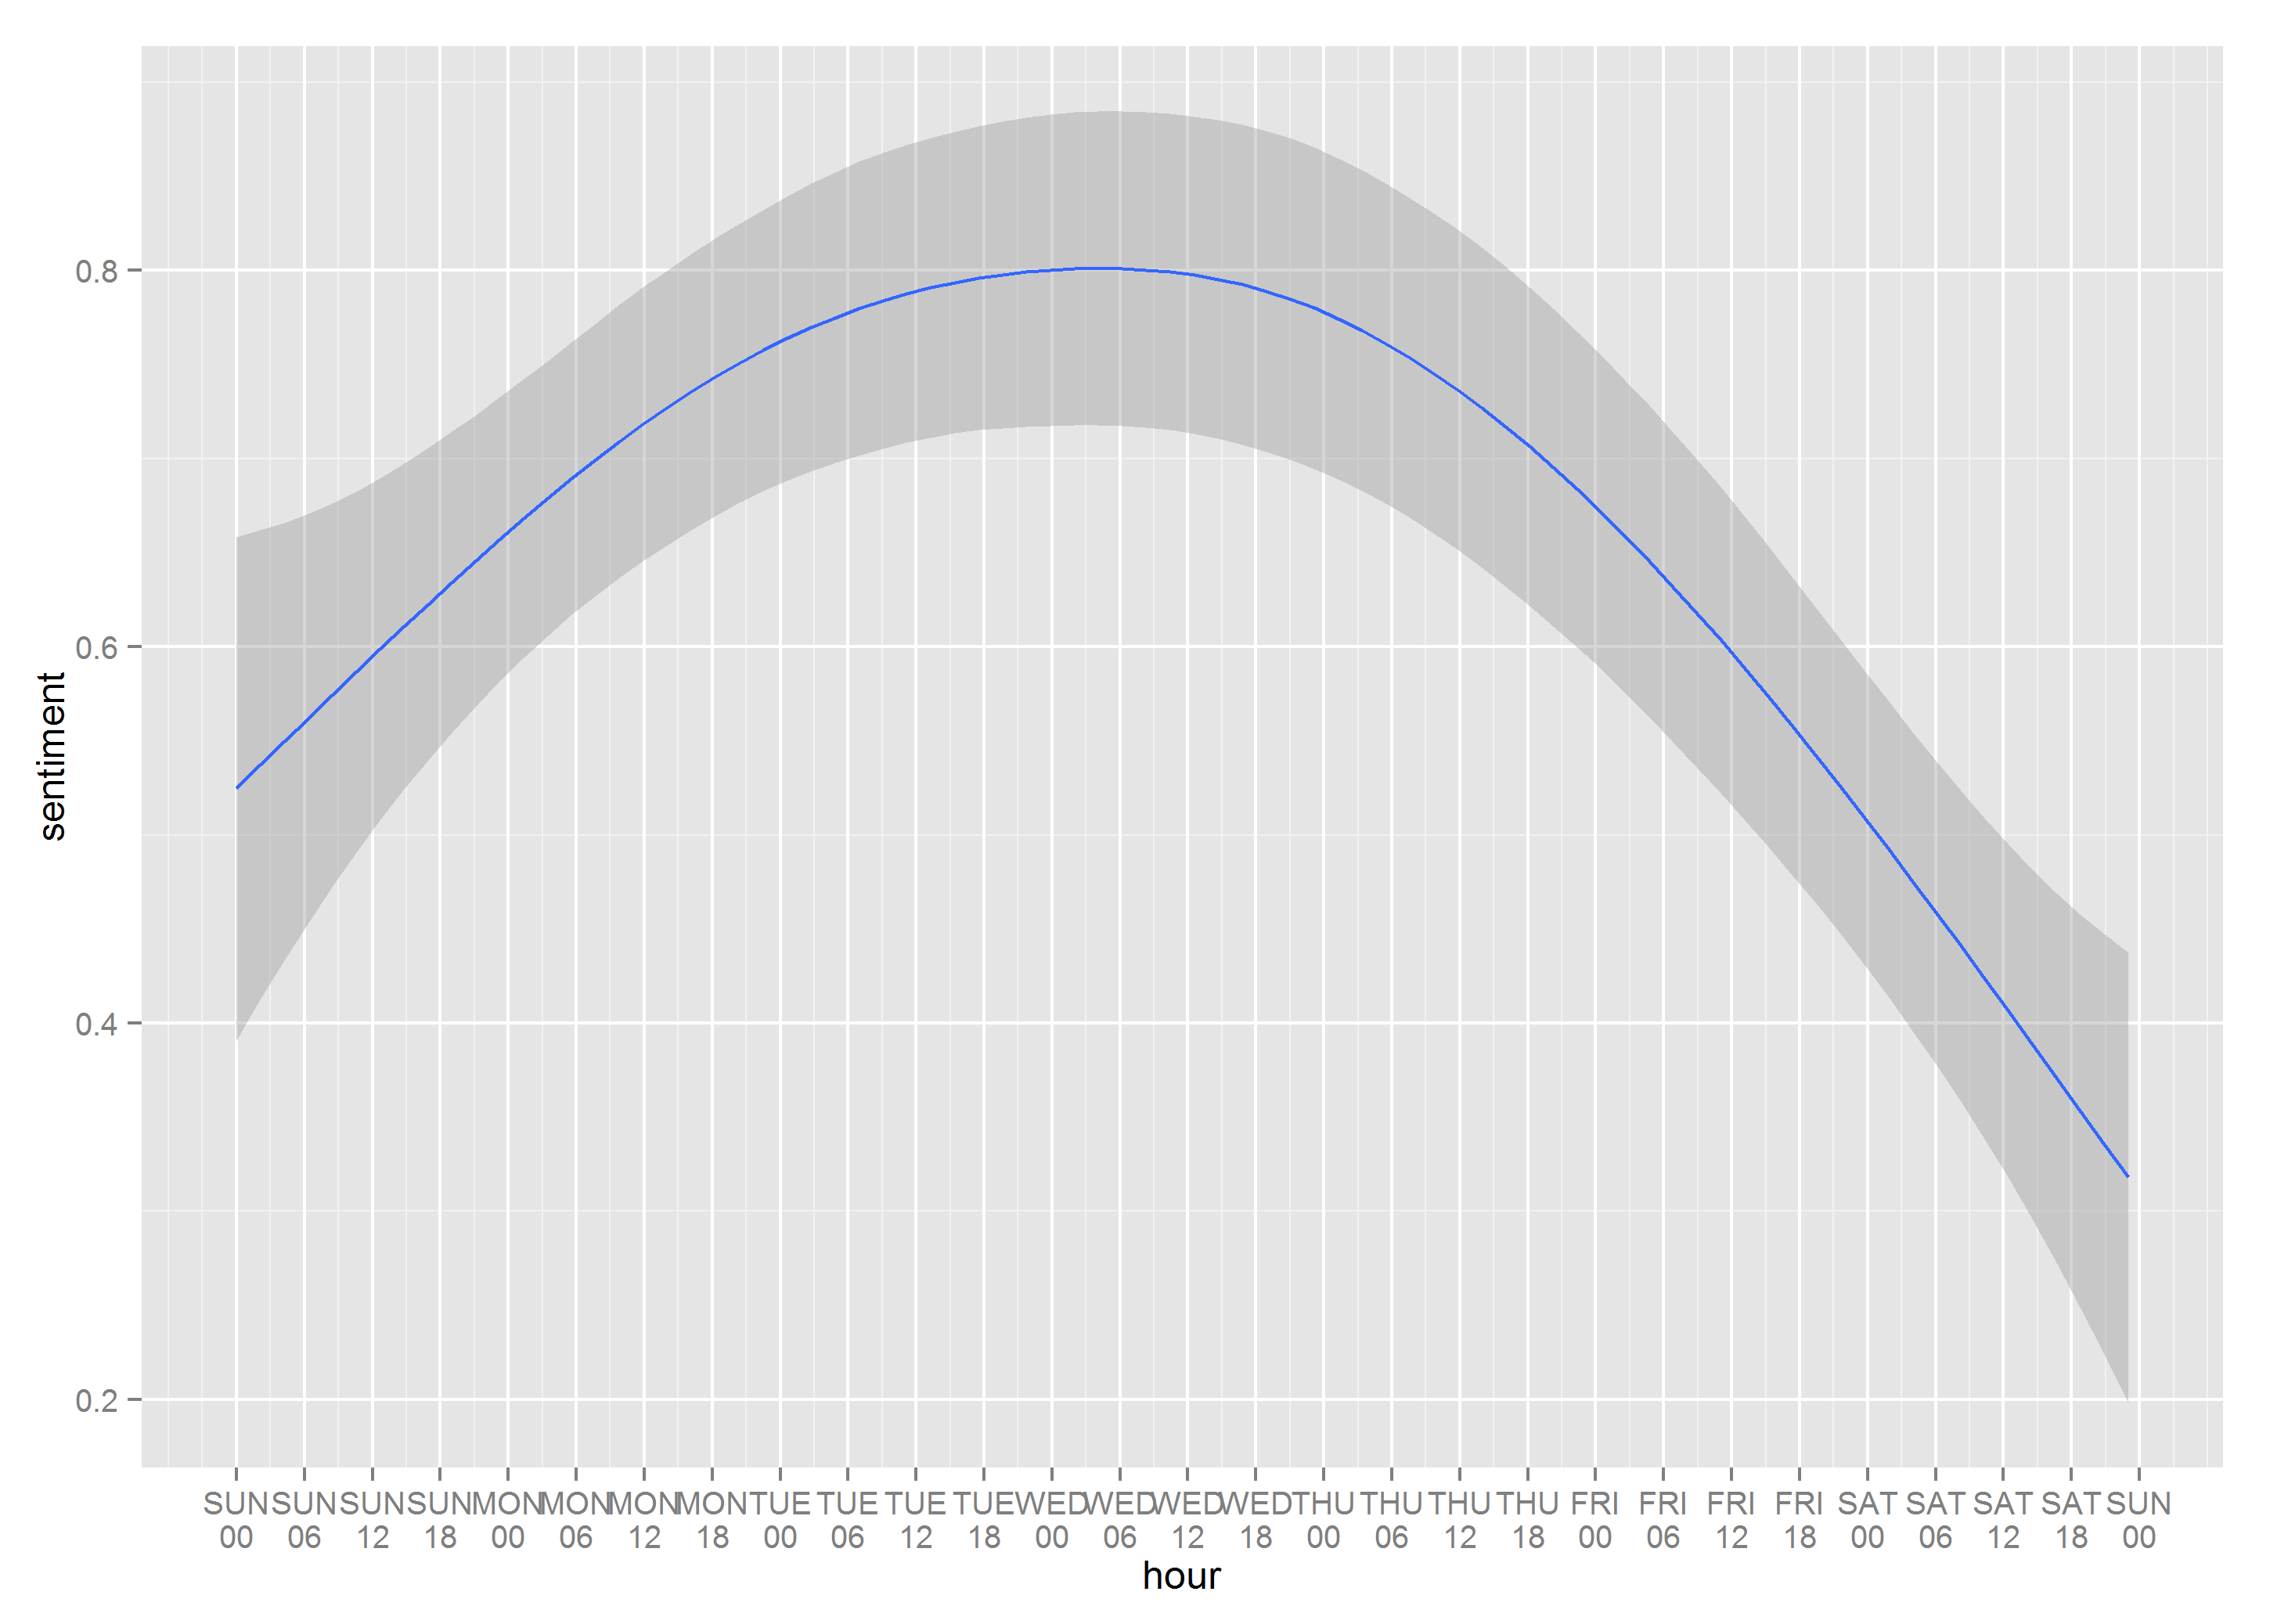 0.8
0.6
0.4
0.2
sentiment
SUN SUN SUN SUN MON MON MON MON TUE TUE TUE TUE WED WED WED WED THU THU THU THU FRI FRI FRI FRI SAT SAT SAT SAT SUN
00 06 12 18 00 06 12 18 00 06 12 18 00 06 12 18 00 06 12 18 00 06 12 18 00 06 12 18 00
hour